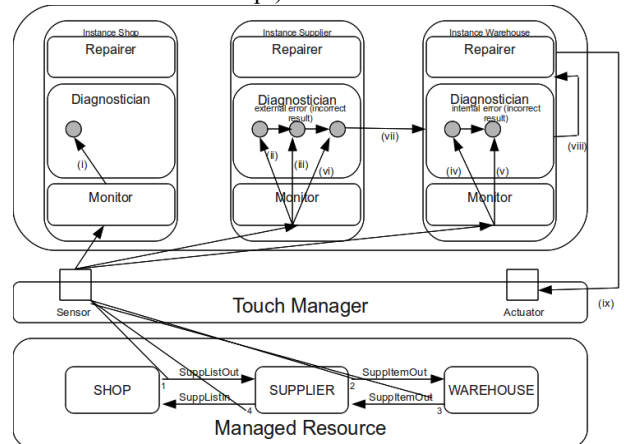 Instance Shop
Instance Supplier
Instance Warehouse
Repairer
Repairer
Repairer
Diagnostician
Diagnostician
Diagnostician
external error (incorrect
result)
internal error (incorrect
result)
(i)
(ii)
(iii)
(vi)
(vii)
(iv)
(v)
(viii)
Monitor
Monitor
Monitor
Sensor
Touch Manager
Actuator
(ix)
SHOP
SuppListOut
1
SuppListIn
4
SUPPLIER
SuppItemOut
2
SuppItemOut
3
WAREHOUSE
Managed Resource